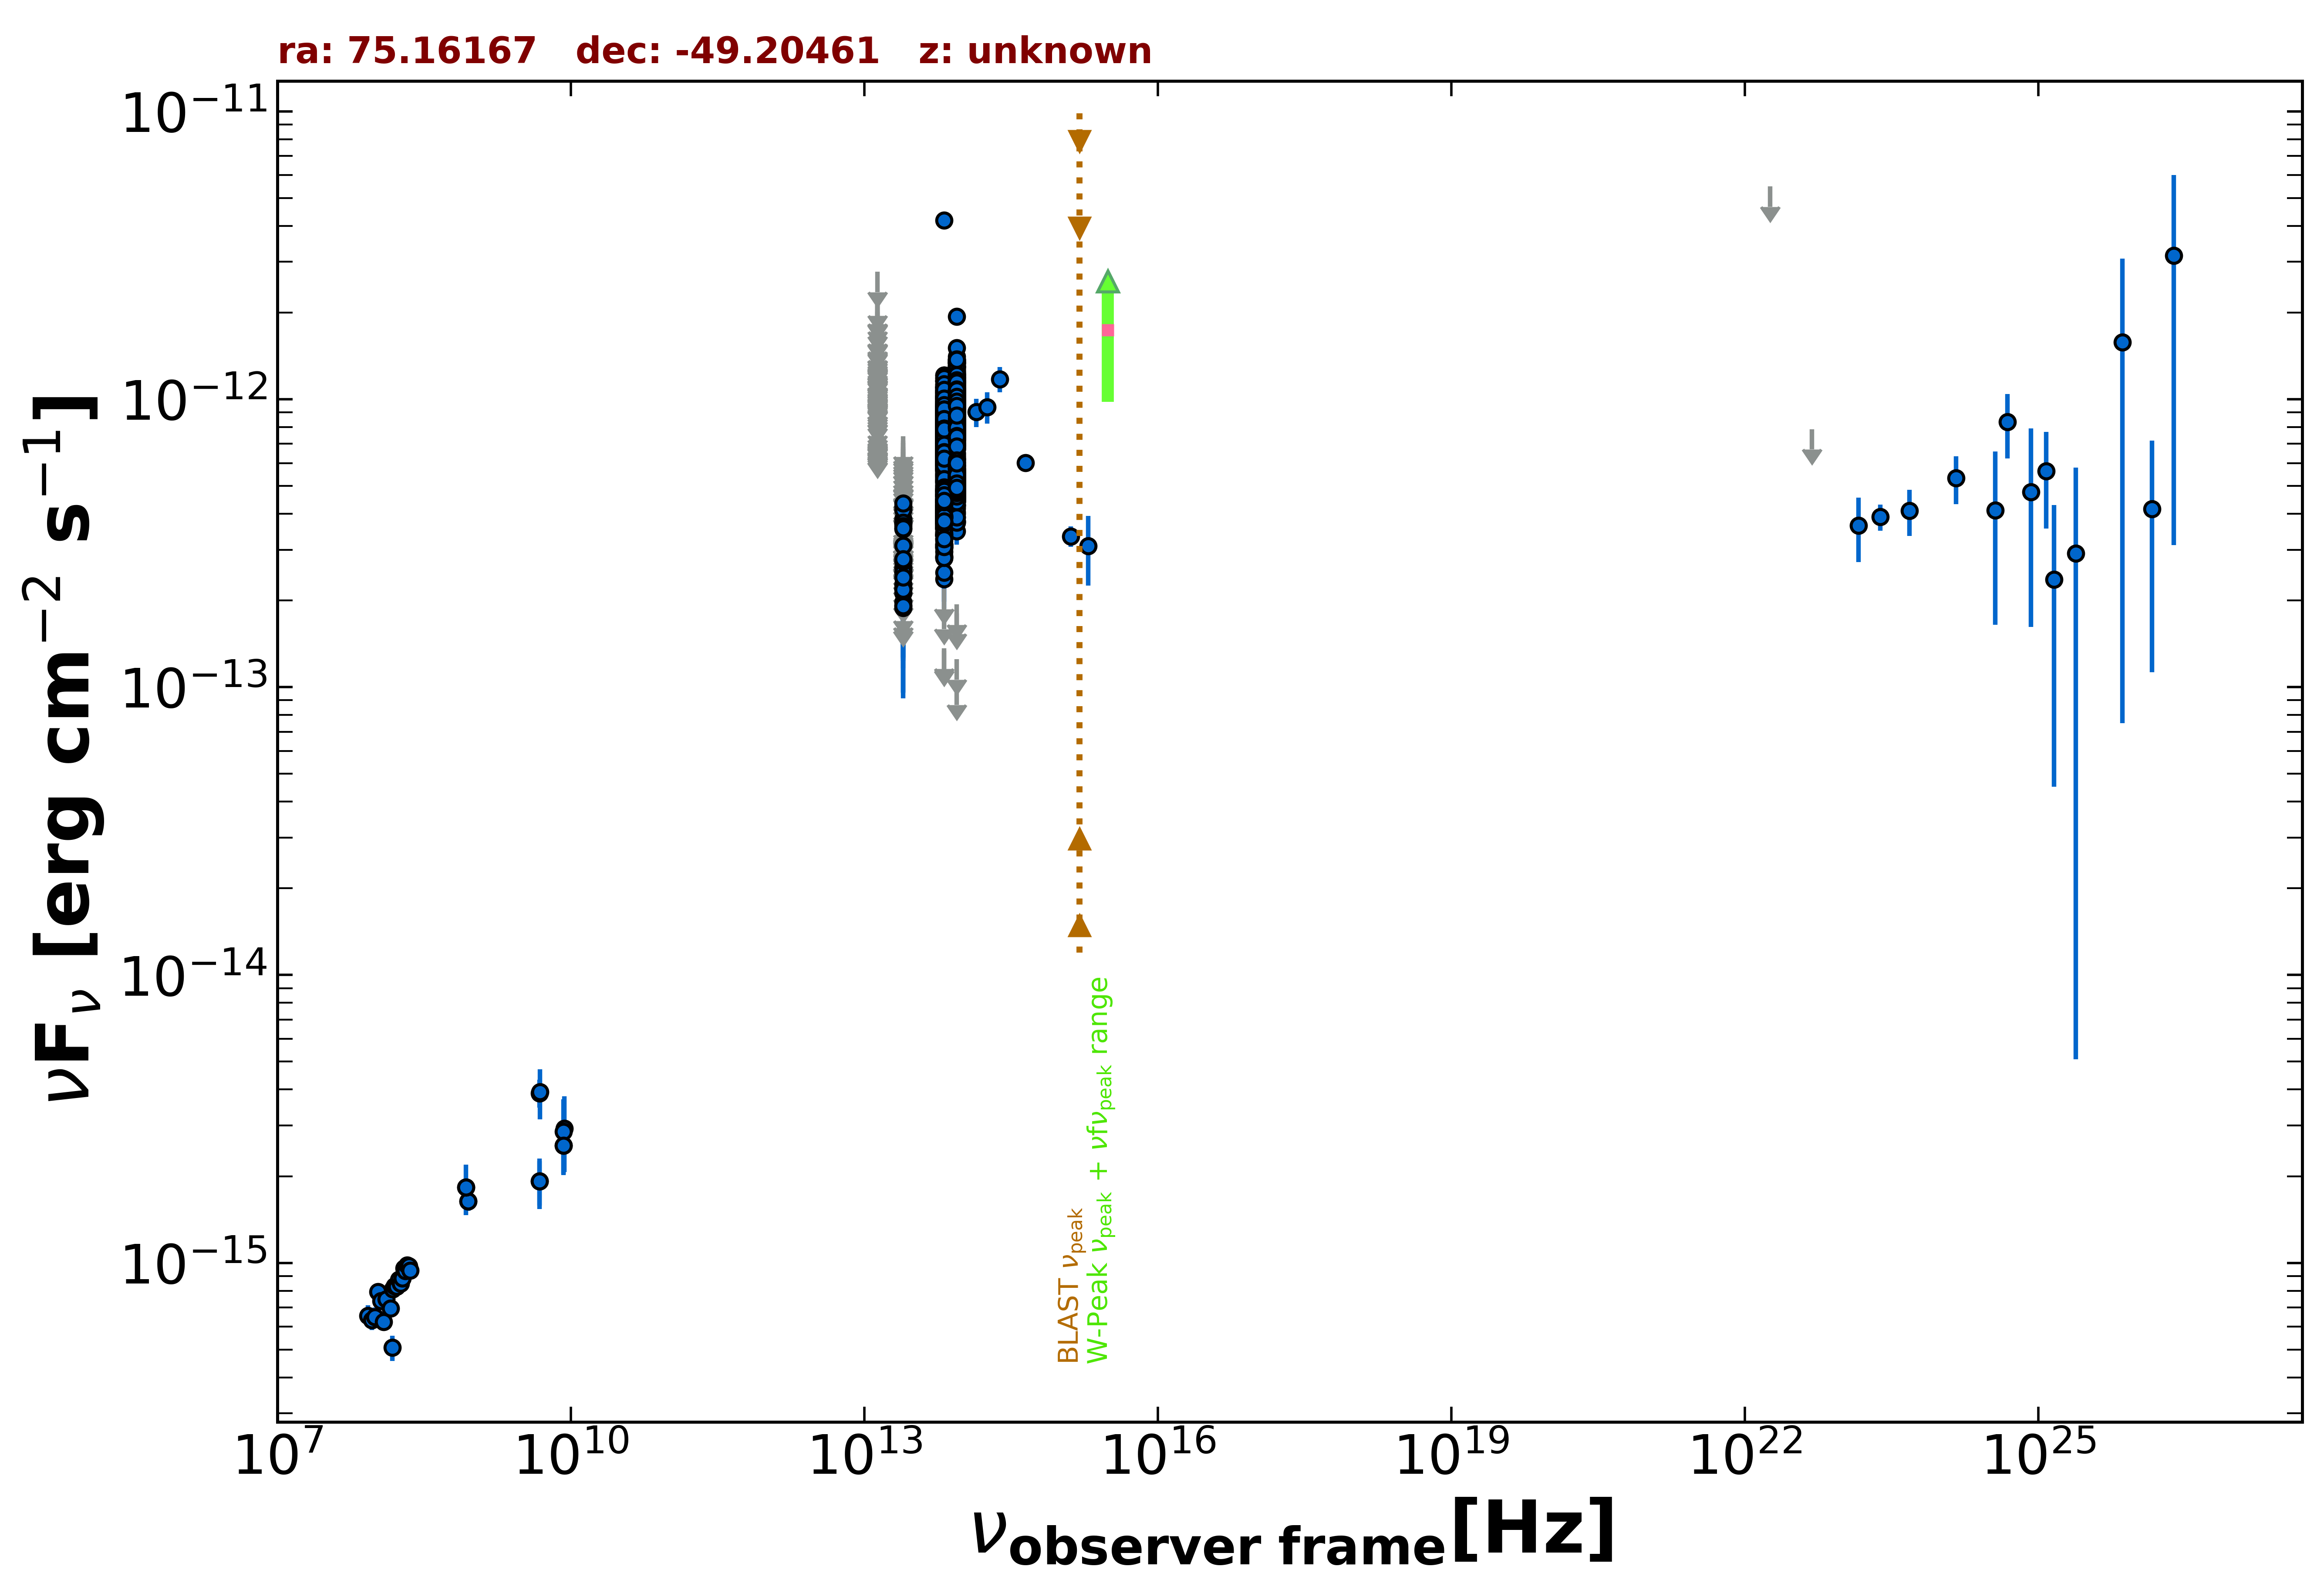 ra: 75.16167 dec: -49.20461 z: unknown
νFν [erg cm⁻² s⁻¹]
10⁻¹¹
10⁻¹²
10⁻¹³
10⁻¹⁴
10⁻¹⁵
BLAST νpeak
W-Peak νpeak + νfνpeak range
10⁷ 10¹⁰ 10¹³ 10¹⁶ 10¹⁹ 10²² 10²⁵
νobserver frame[Hz]